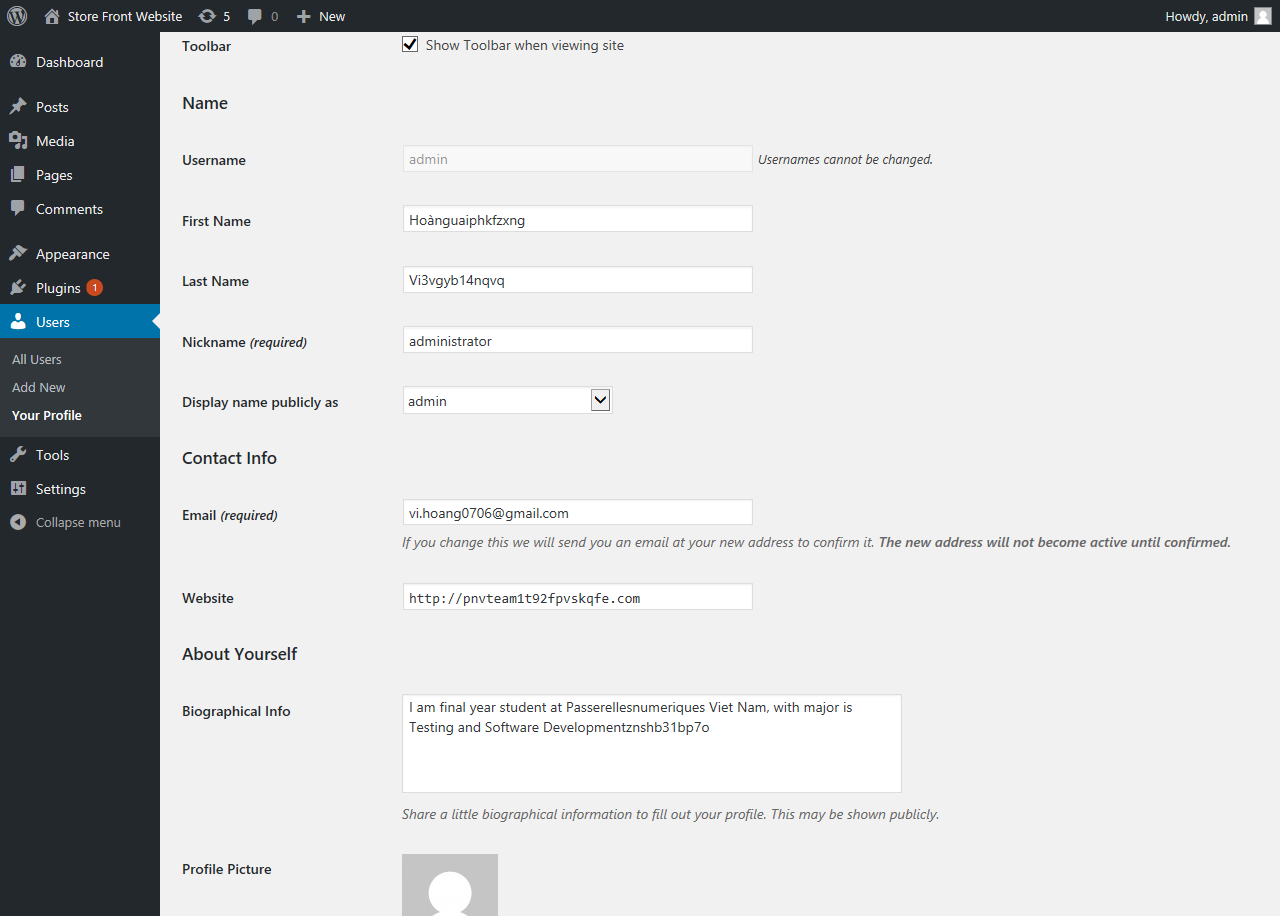 Store Front Website 5 0 New Howdy, admin
Dashboard
Posts
Media
Pages
Comments
Appearance
Plugins 1
Users
All Users
Add New
Your Profile
Tools
Settings
Collapse menu
Toolbar Show Toolbar when viewing site
Name
Username admin Usernames cannot be changed.
First Name Hoànguaiphkfzxng
Last Name Vi3vgyb14nqvq
Nickname (required) administrator
Display name publicly as admin
Contact Info
Email (required) vi.hoang0706@gmail.com
If you change this we will send you an email at your new address to confirm it. The new address will not become active until confirmed.
Website http://pnvteam1t92fpvskqfe.com
About Yourself
Biographical Info I am final year student at Passerellesnumeriques Viet Nam, with major is
Testing and Software Developmentznshb31bp7o
Share a little biographical information to fill out your profile. This may be shown publicly.
Profile Picture